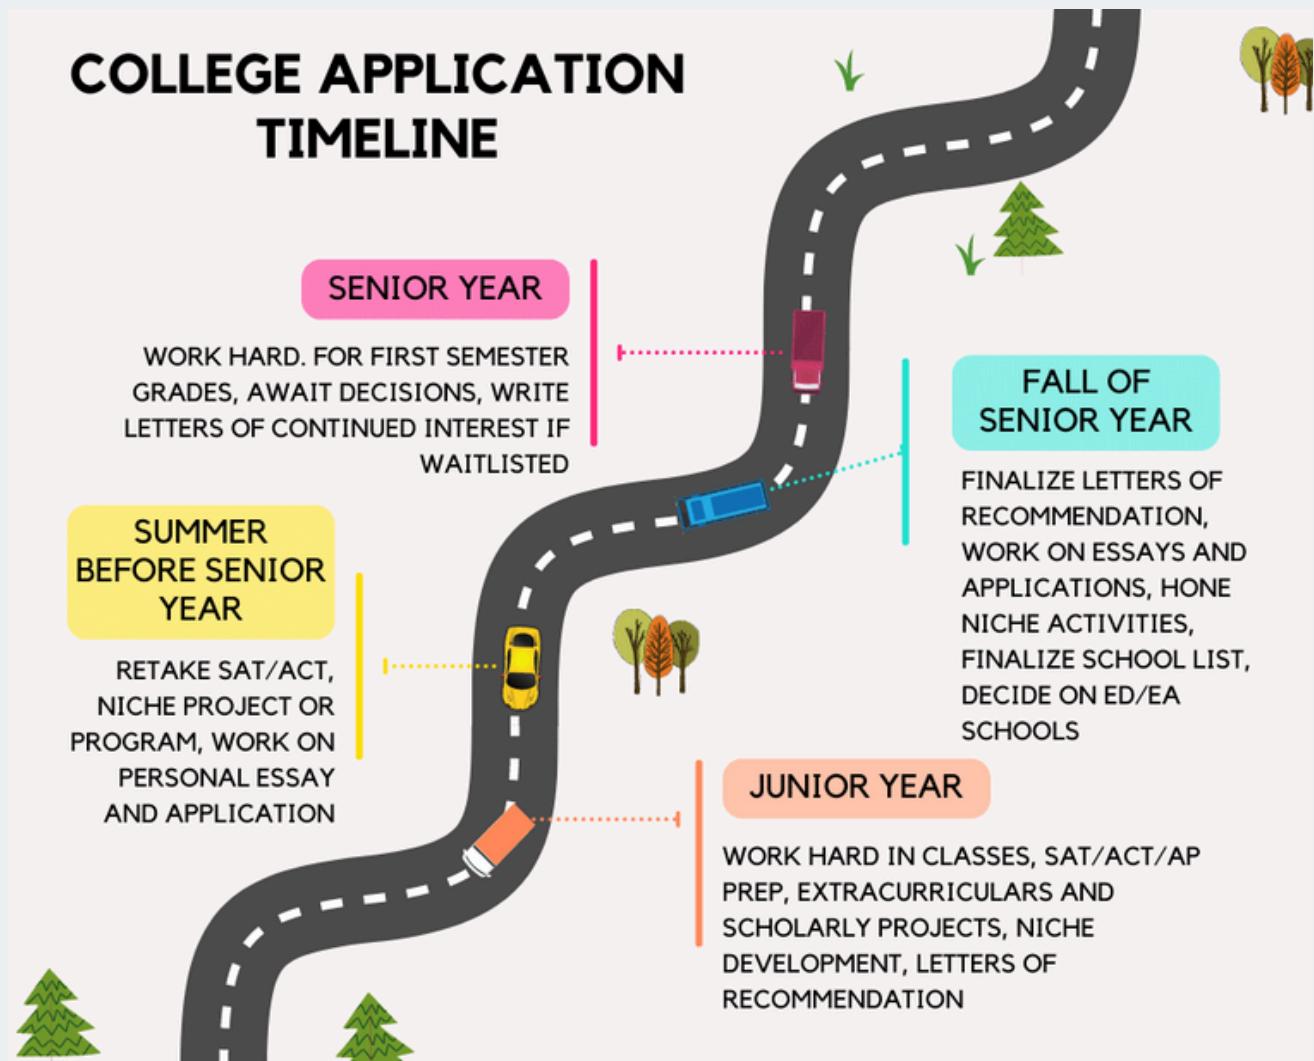 COLLEGE APPLICATION
TIMELINE
SENIOR YEAR
WORK HARD. FOR FIRST SEMESTER
GRADES, AWAIT DECISIONS, WRITE
LETTERS OF CONTINUED INTEREST IF
WAITLISTED
FALL OF
SENIOR YEAR
FINALIZE LETTERS OF
RECOMMENDATION,
WORK ON ESSAYS AND
APPLICATIONS, HONE
NICHE ACTIVITIES,
FINALIZE SCHOOL LIST,
DECIDE ON ED/EA
SCHOOLS
SUMMER
BEFORE SENIOR
YEAR
RETAKE SAT/ACT,
NICHE PROJECT OR
PROGRAM, WORK ON
PERSONAL ESSAY
AND APPLICATION
JUNIOR YEAR
WORK HARD IN CLASSES, SAT/ACT/AP
PREP, EXTRACURRICULARS AND
SCHOLARLY PROJECTS, NICHE
DEVELOPMENT, LETTERS OF
RECOMMENDATION